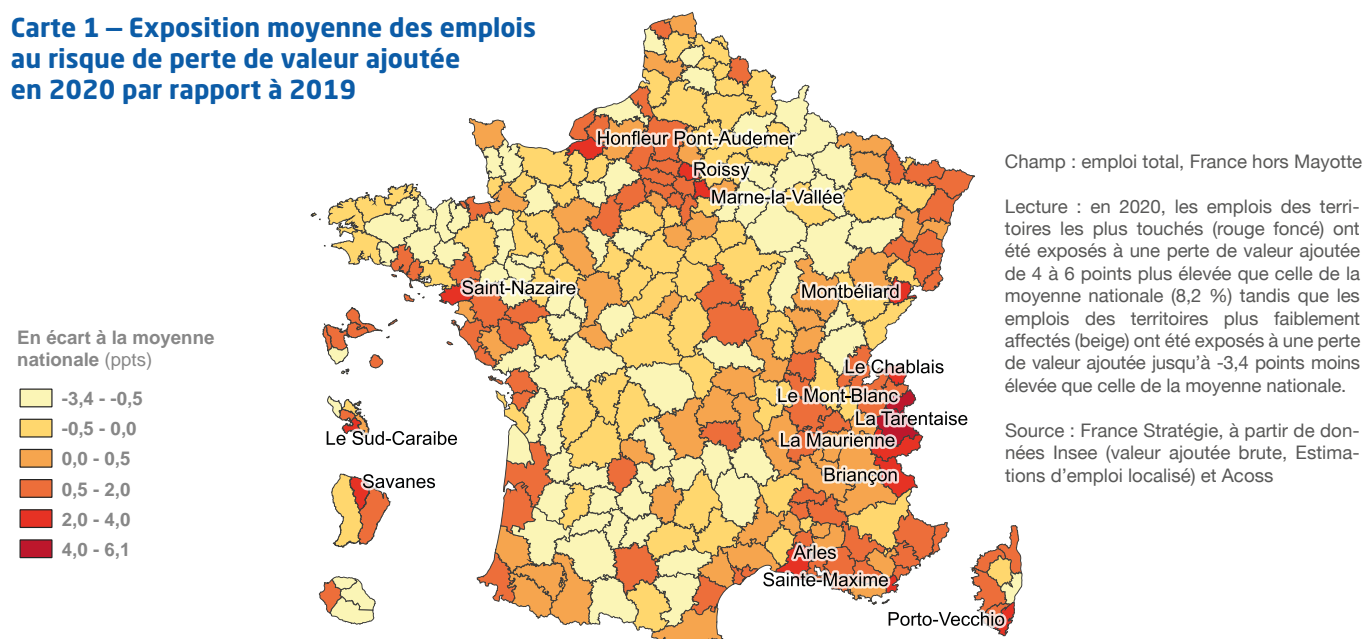 Carte 1 – Exposition moyenne des emplois
au risque de perte de valeur ajoutée
en 2020 par rapport à 2019
Honfleur Pont-Audemer
Roissy
Marne-la-Vallée
Saint-Nazaire
Montbéliard
Le Chablais
Le Mont-Blanc
La Tarentaise
La Maurienne
Briançon
Le Sud-Caraibe
Savanes
Arles
Sainte-Maxime
Porto-Vecchio
En écart à la moyenne
nationale (ppts)
-3,4 - -0,5
-0,5 - 0,0
0,0 - 0,5
0,5 - 2,0
2,0 - 4,0
4,0 - 6,1
Champ : emploi total, France hors Mayotte
Lecture : en 2020, les emplois des terri-
toires les plus touchés (rouge foncé) ont
été exposés à une perte de valeur ajoutée
de 4 à 6 points plus élevée que celle de la
moyenne nationale (8,2 %) tandis que les
emplois des territoires plus faiblement
affectés (beige) ont été exposés à une perte
de valeur ajoutée jusqu'à -3,4 points moins
élevée que celle de la moyenne nationale.
Source : France Stratégie, à partir de don-
nées Insee (valeur ajoutée brute, Estima-
tions d'emploi localisé) et Acoss